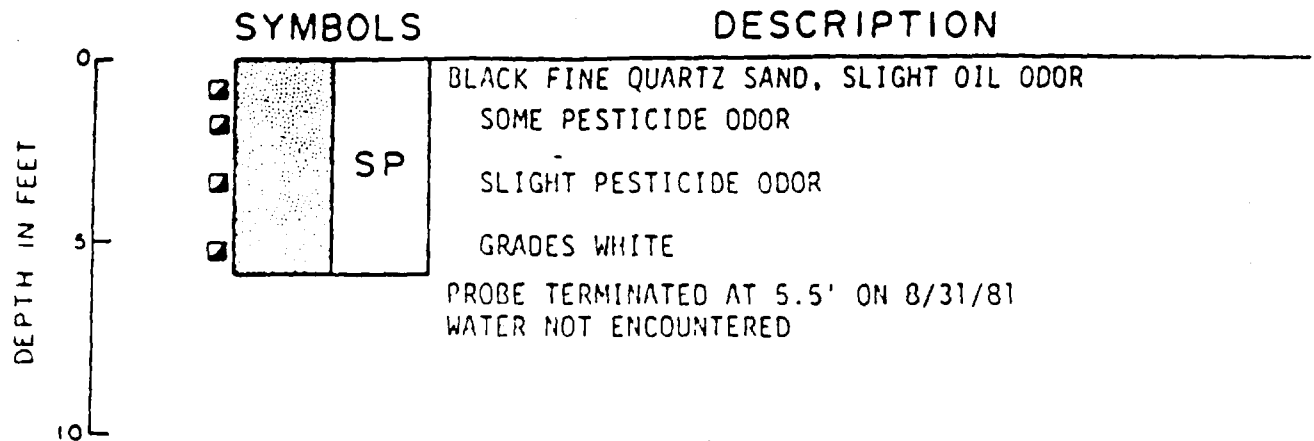 SYMBOLS DESCRIPTION
0
BLACK FINE QUARTZ SAND, SLIGHT OIL ODOR
SOME PESTICIDE ODOR
SP
SLIGHT PESTICIDE ODOR
DEPTH IN FEET
5
GRADES WHITE
PROBE TERMINATED AT 5.5' ON 8/31/81
WATER NOT ENCOUNTERED
10